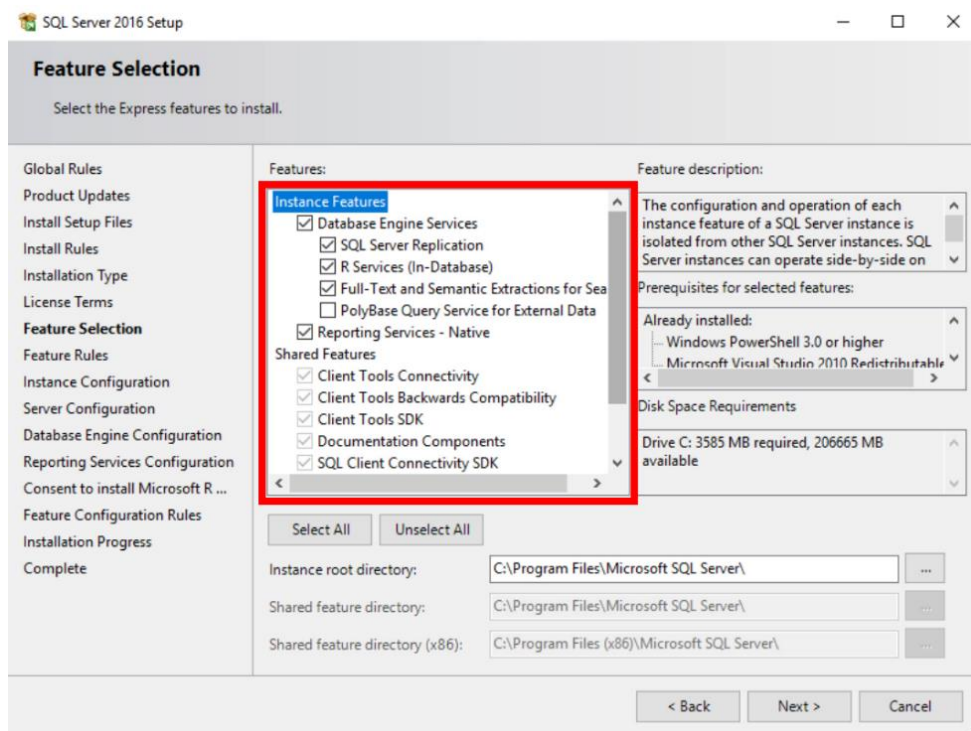 SQL Server 2016 Setup
Feature Selection
Select the Express features to install.
Global Rules
Product Updates
Install Setup Files
Install Rules
Installation Type
License Terms
Feature Selection
Feature Rules
Instance Configuration
Server Configuration
Database Engine Configuration
Reporting Services Configuration
Consent to install Microsoft R ...
Feature Configuration Rules
Installation Progress
Complete
Features:
Instance Features
Database Engine Services
SQL Server Replication
R Services (In-Database)
Full-Text and Semantic Extractions for Sea
PolyBase Query Service for External Data
Reporting Services - Native
Shared Features
Client Tools Connectivity
Client Tools Backwards Compatibility
Client Tools SDK
Documentation Components
SQL Client Connectivity SDK
Feature description:
The configuration and operation of each
instance feature of a SQL Server instance is
isolated from other SQL Server instances. SQL
Server instances can operate side-by-side on
Prerequisites for selected features:
Already installed:
Windows PowerShell 3.0 or higher
Microsoft Visual Studio 2010 Redistributable
Disk Space Requirements
Drive C: 3585 MB required, 206665 MB
available
Select All
Unselect All
Instance root directory:
C:\Program Files\Microsoft SQL Server\
...
Shared feature directory:
C:\Program Files\Microsoft SQL Server\
...
Shared feature directory (x86):
C:\Program Files (x86)\Microsoft SQL Server\
...
< Back
Next >
Cancel